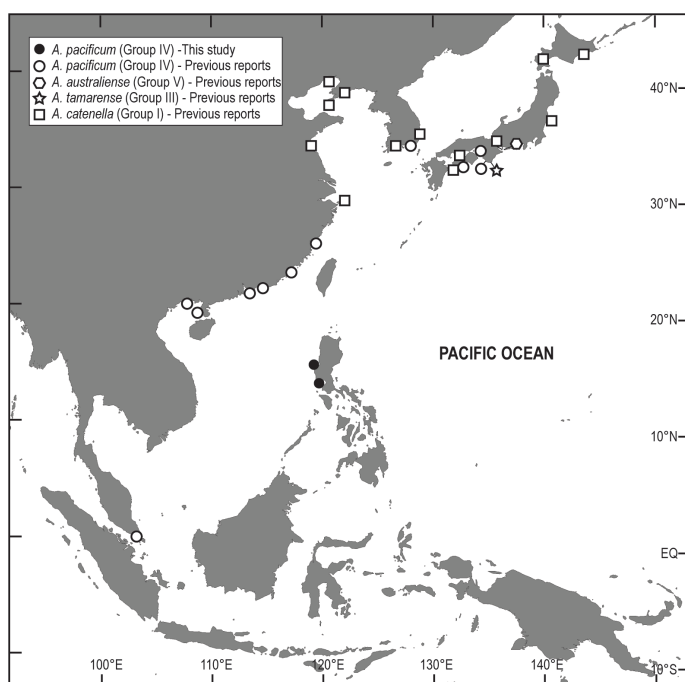 A. pacificum (Group IV) -This study
A. pacificum (Group IV) - Previous reports
A. australiense (Group V) - Previous reports
A. tamarense (Group III) - Previous reports
A. catenella (Group I) - Previous reports
40°N
30°N
20°N
PACIFIC OCEAN
10°N
EQ
100°E 110°E 120°E 130°E 140°E 10°S